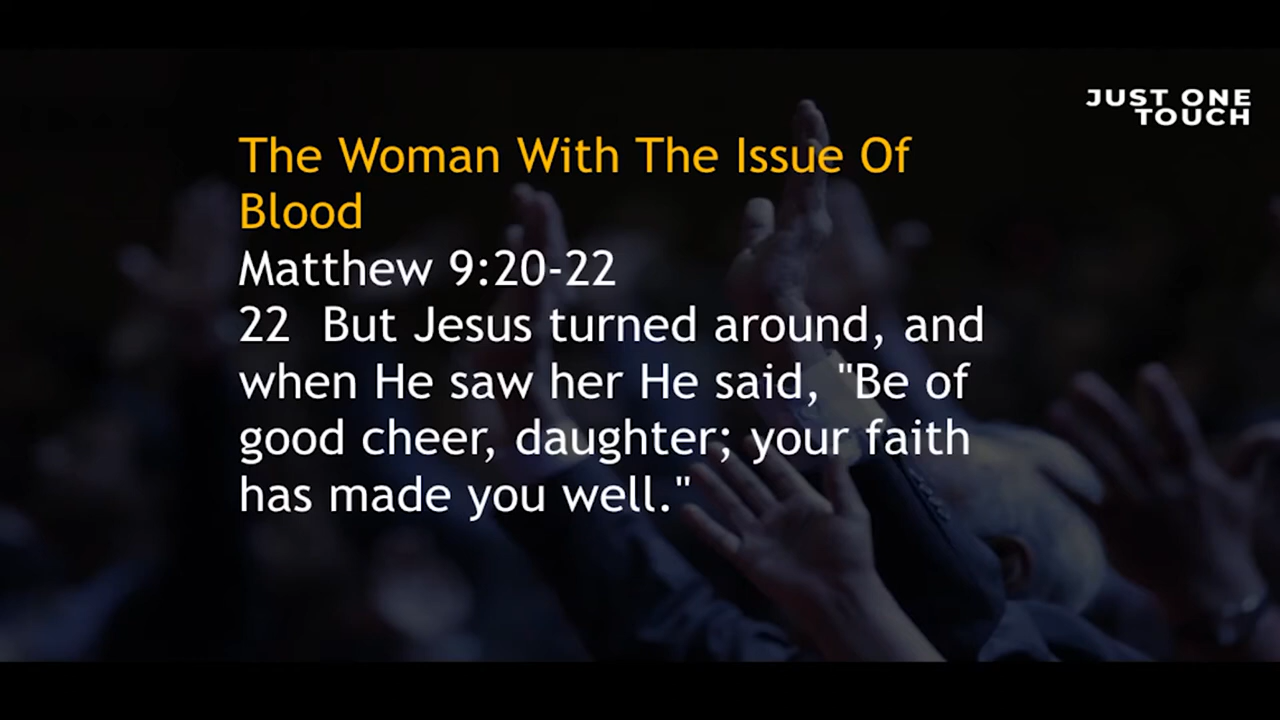 JUST ONE
TOUCH
The Woman With The Issue Of
Blood
Matthew 9:20-22
22  But Jesus turned around, and
when He saw her He said, "Be of
good cheer, daughter; your faith
has made you well."